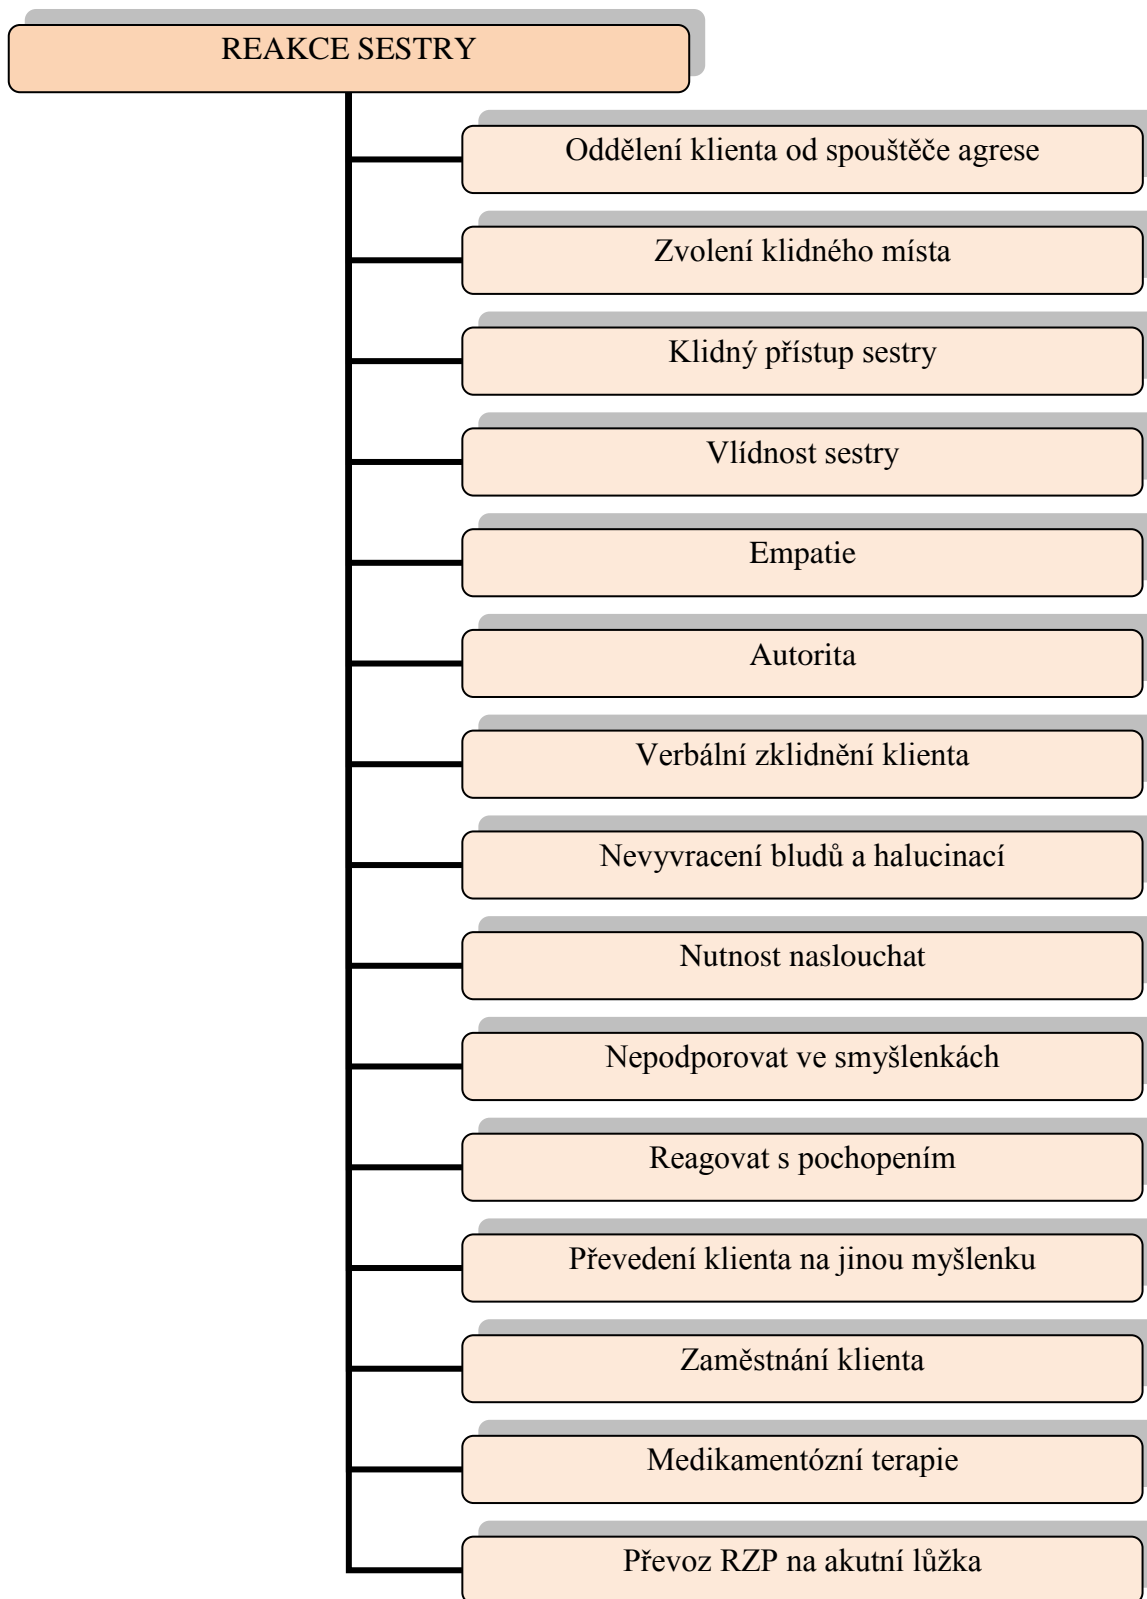 REAKCE SESTRY
Oddělení klienta od spouštěče agrese
Zvolení klidného místa
Klidný přístup sestry
Vlídnost sestry
Empatie
Autorita
Verbální zklidnění klienta
Nevyvracení bludů a halucinací
Nutnost naslouchat
Nepodporovat ve smyšlenkách
Reagovat s pochopením
Převedení klienta na jinou myšlenku
Zaměstnání klienta
Medikamentózní terapie
Převoz RZP na akutní lůžka